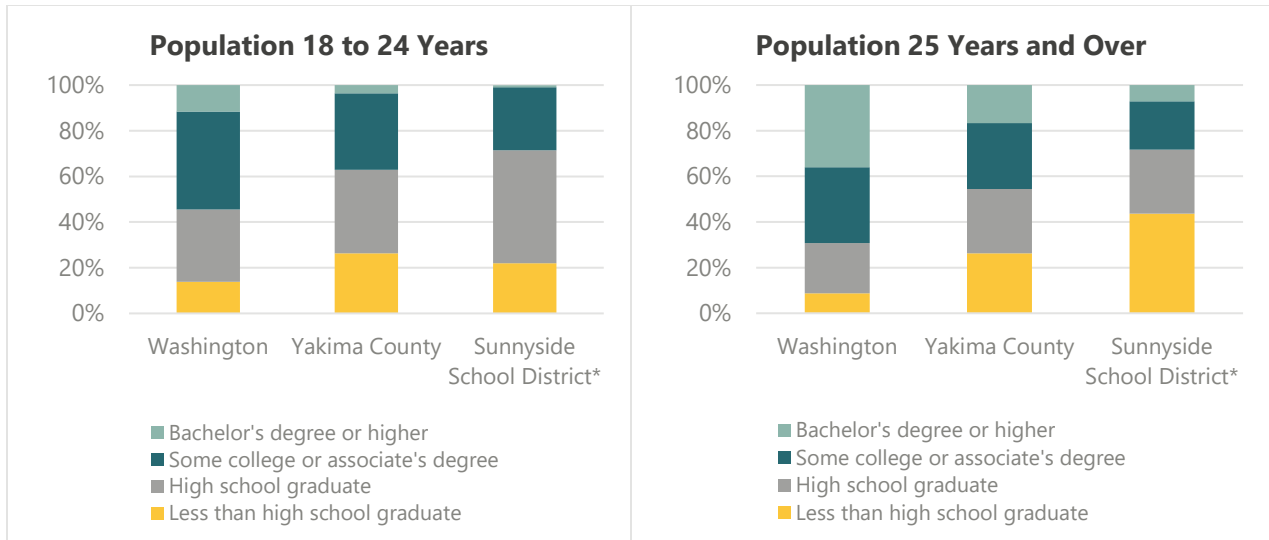 Population 18 to 24 Years
100%
80%
60%
40%
20%
0%
Washington
Yakima County
Sunnyside
School District*
Bachelor's degree or higher
Some college or associate's degree
High school graduate
Less than high school graduate
Population 25 Years and Over
100%
80%
60%
40%
20%
0%
Washington
Yakima County
Sunnyside
School District*
Bachelor's degree or higher
Some college or associate's degree
High school graduate
Less than high school graduate